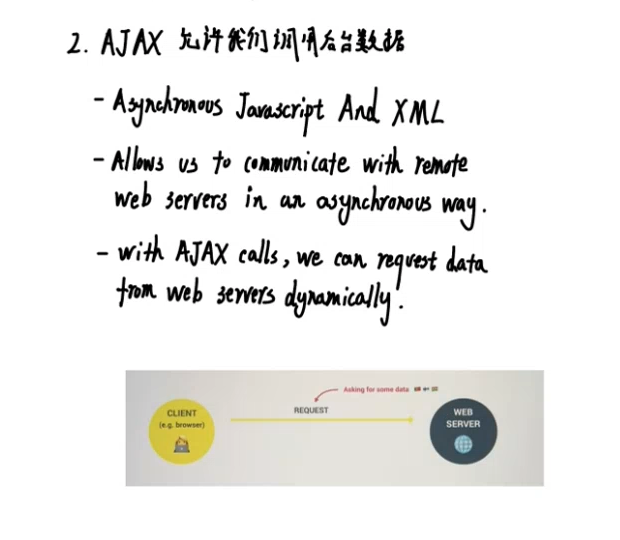 2. AJAX 允许我们调用后台数据
- Asynchronous Javascript And XML
- Allows us to communicate with remote
web servers in an asynchronous way.
- with AJAX calls, we can request data
from web servers dynamically.
Asking for some data
CLIENT
(e.g. browser)
REQUEST
WEB
SERVER